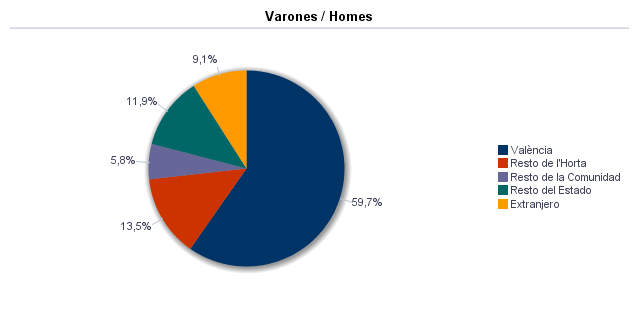 Varones / Homes
9,1%
11,9%
5,8%
13,5%
59,7%
València
Resto de l'Horta
Resto de la Comunidad
Resto del Estado
Extranjero